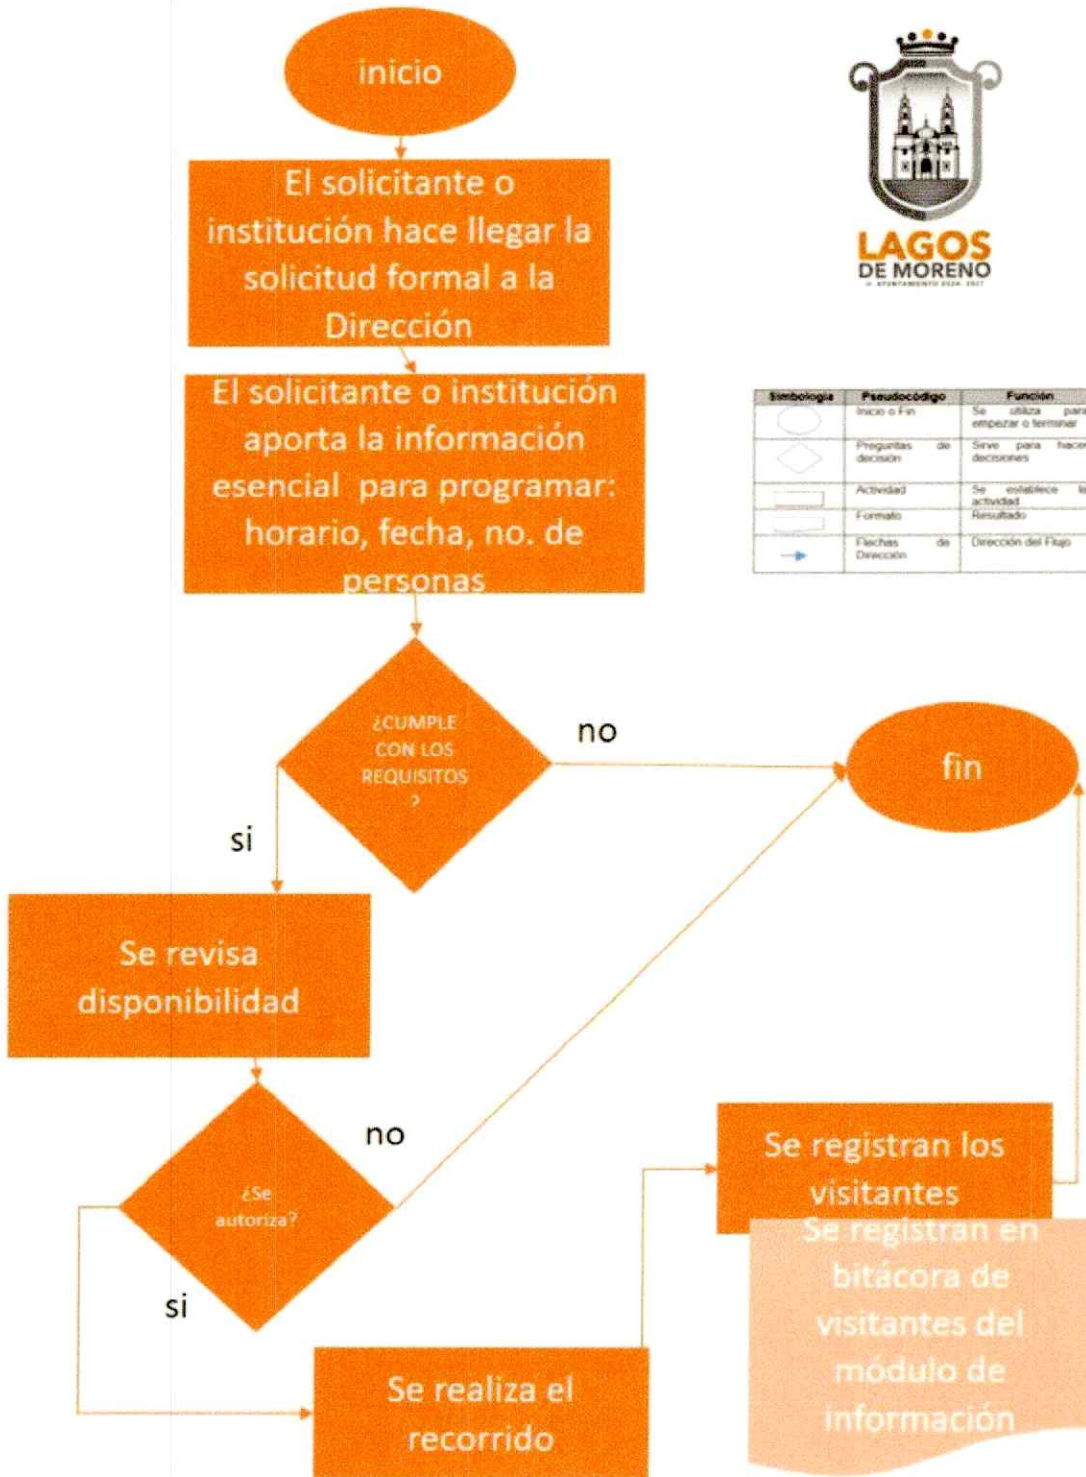 inicio
El solicitante o
institución hace llegar la
solicitud formal a la
Dirección
El solicitante o institución
aporta la información
esencial para programar:
horario, fecha, no. de
personas
¿CUMPLE
CON LOS
REQUISITOS
?
no
fin
si
Se revisa
disponibilidad
¿Se
autoriza?
no
si
Se realiza el
recorrido
Se registran los
visitantes
Se registran en
bitácora de
visitantes del
módulo de
información
LAGOS
DE MORENO
H. AYUNTAMIENTO 2024- 2027
Simbología Pseudocódigo Función
Inicio o Fin Se utiliza para
empezar o terminar
Preguntas de Sirve para hacer
decisión decisiones
Actividad Se establece la
actividad
Formato Resultado
Flechas de Dirección del Flujo
Dirección